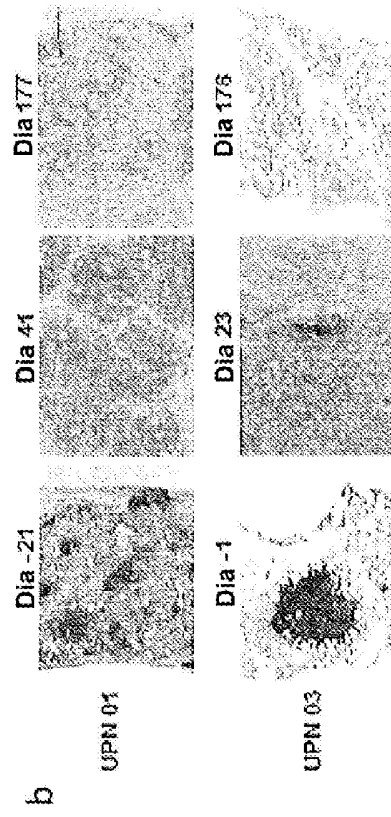 b
Dia -21 Dia 41 Dia 177
UPN 01
Dia -1 Dia 23 Dia 176
UPN 03